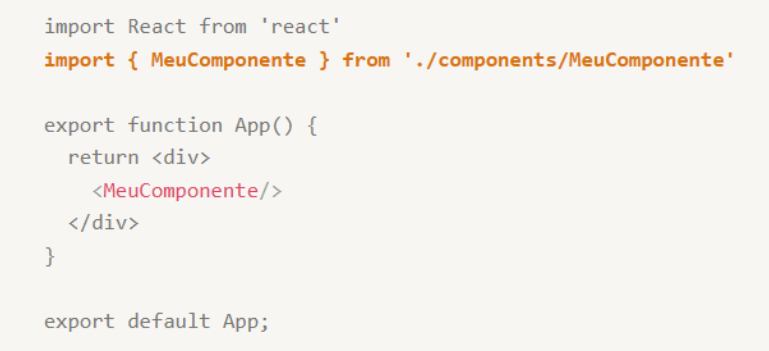 import React from 'react'
import { MeuComponente } from './components/MeuComponente'
export function App() {
return <div>
<MeuComponente/>
</div>
}
export default App;